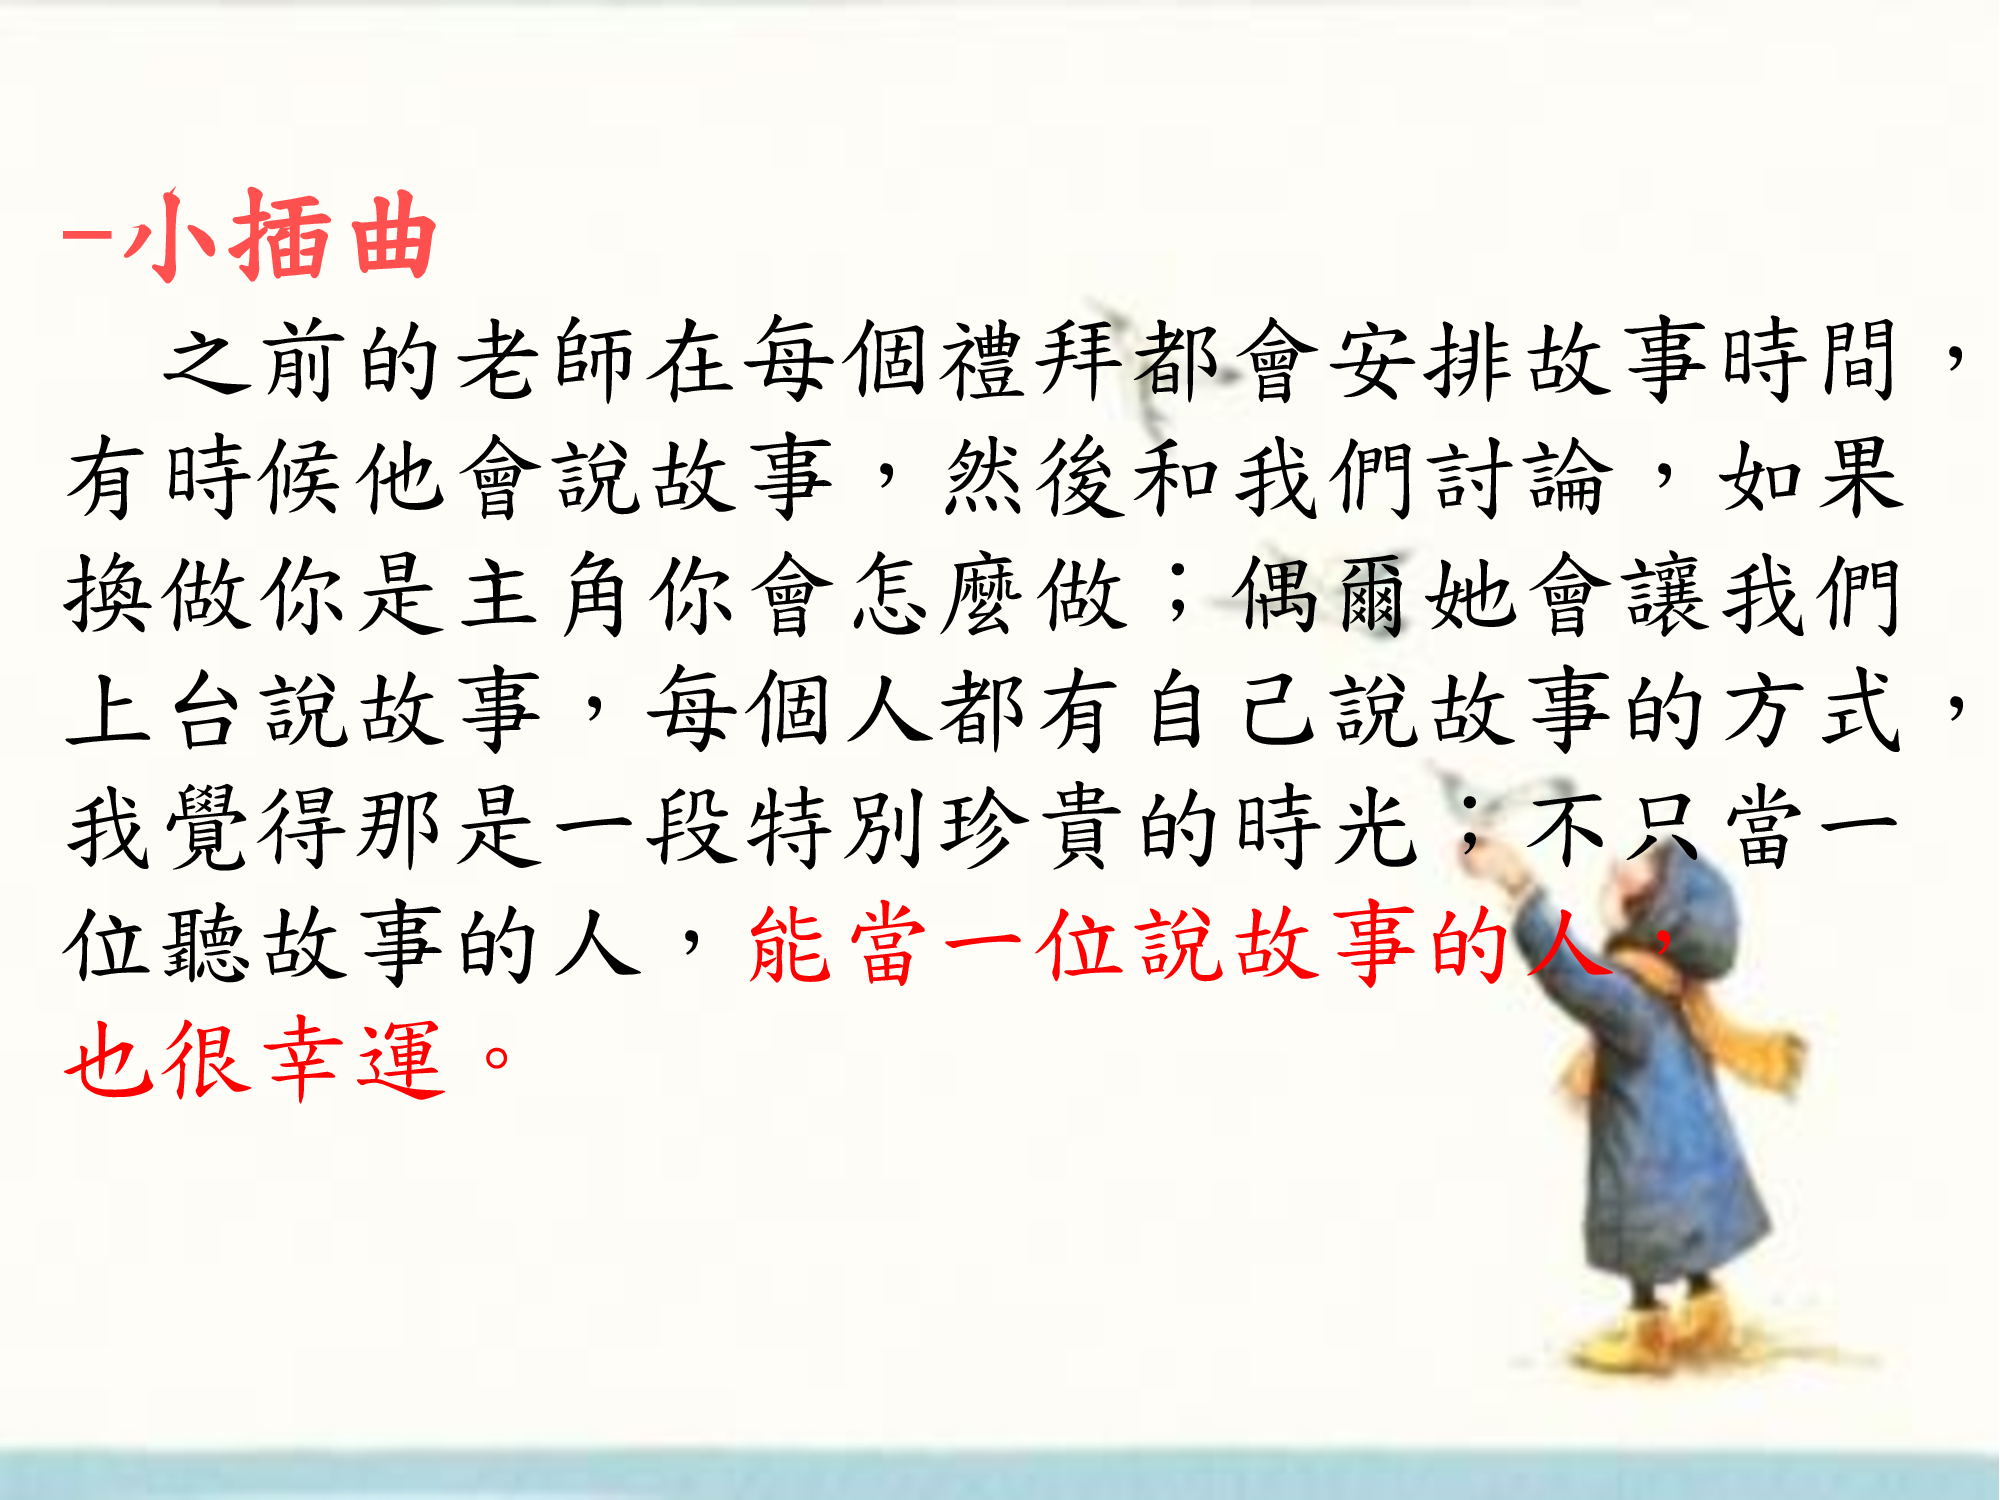 -小插曲
之前的老師在每個禮拜都會安排故事時間，
有時候他會說故事，然後和我們討論，如果
換做你是主角你會怎麼做；偶爾她會讓我們
上台說故事，每個人都有自己說故事的方式，
我覺得那是一段特別珍貴的時光；不只當一
位聽故事的人，能當一位說故事的人，
也很幸運。